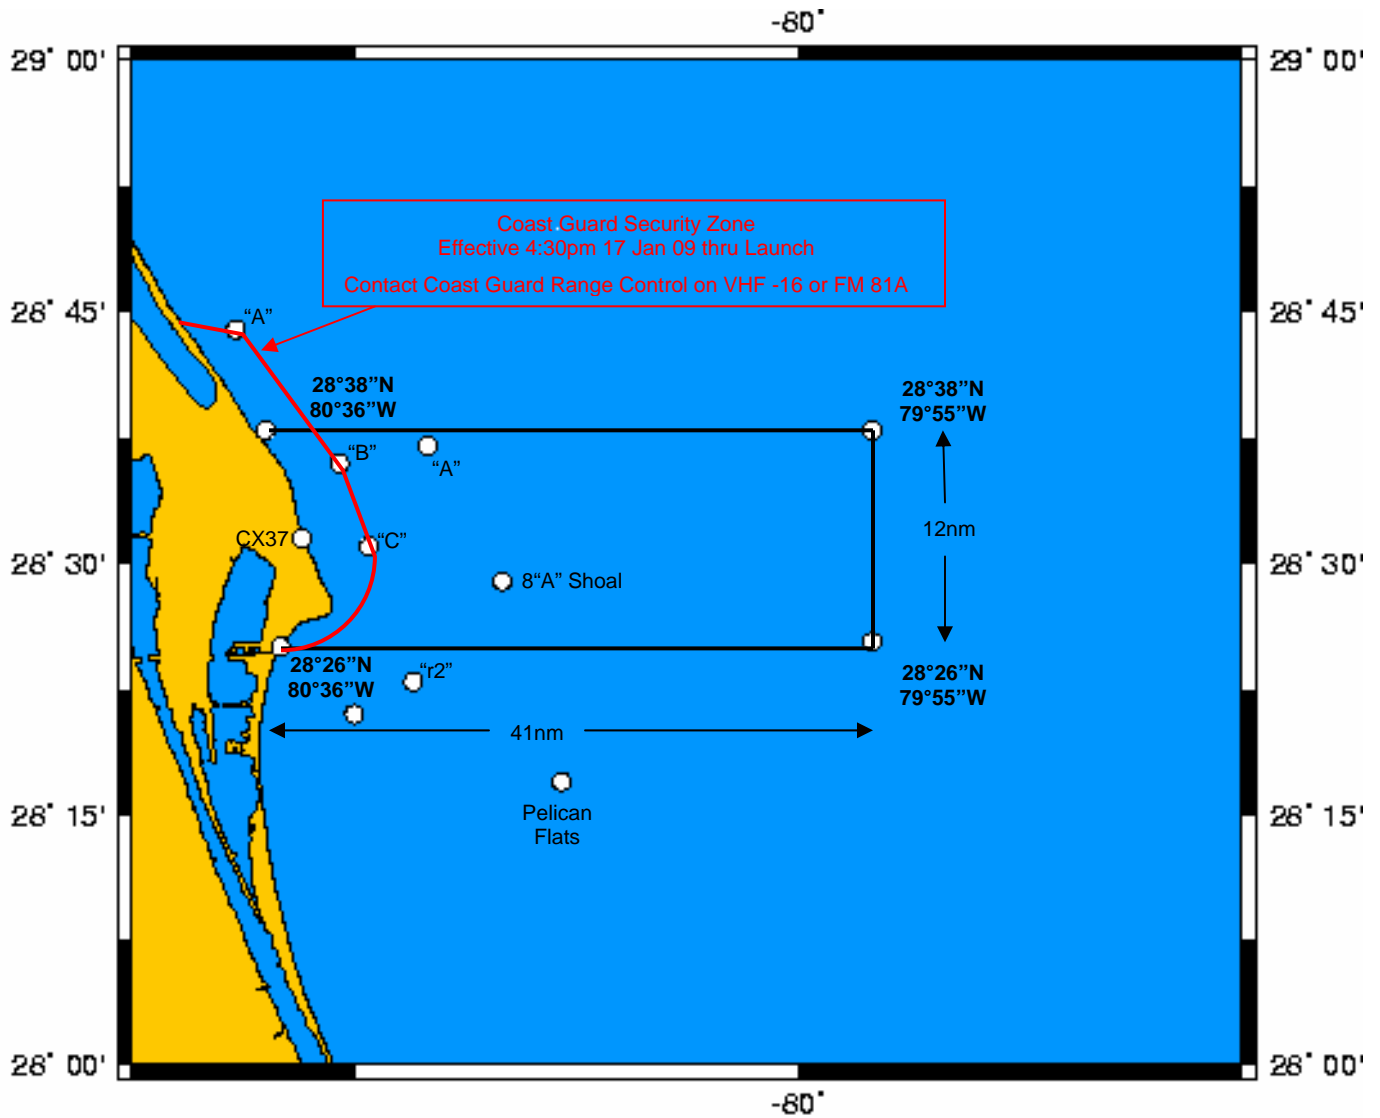 -80°
29° 00'
29° 00'
Coast Guard Security Zone
Effective 4:30pm 17 Jan 09 thru Launch
Contact Coast Guard Range Control on VHF -16 or FM 81A
28° 45'
28° 45'
“A”
28°38”N
80°36”W
28°38”N
79°55”W
“B”
“A”
12nm
CX37
“C”
28° 30'
28° 30'
8“A” Shoal
28°26”N
80°36”W
“r2”
28°26”N
79°55”W
41nm
28° 15'
28° 15'
Pelican
Flats
28° 00'
28° 00'
-80°